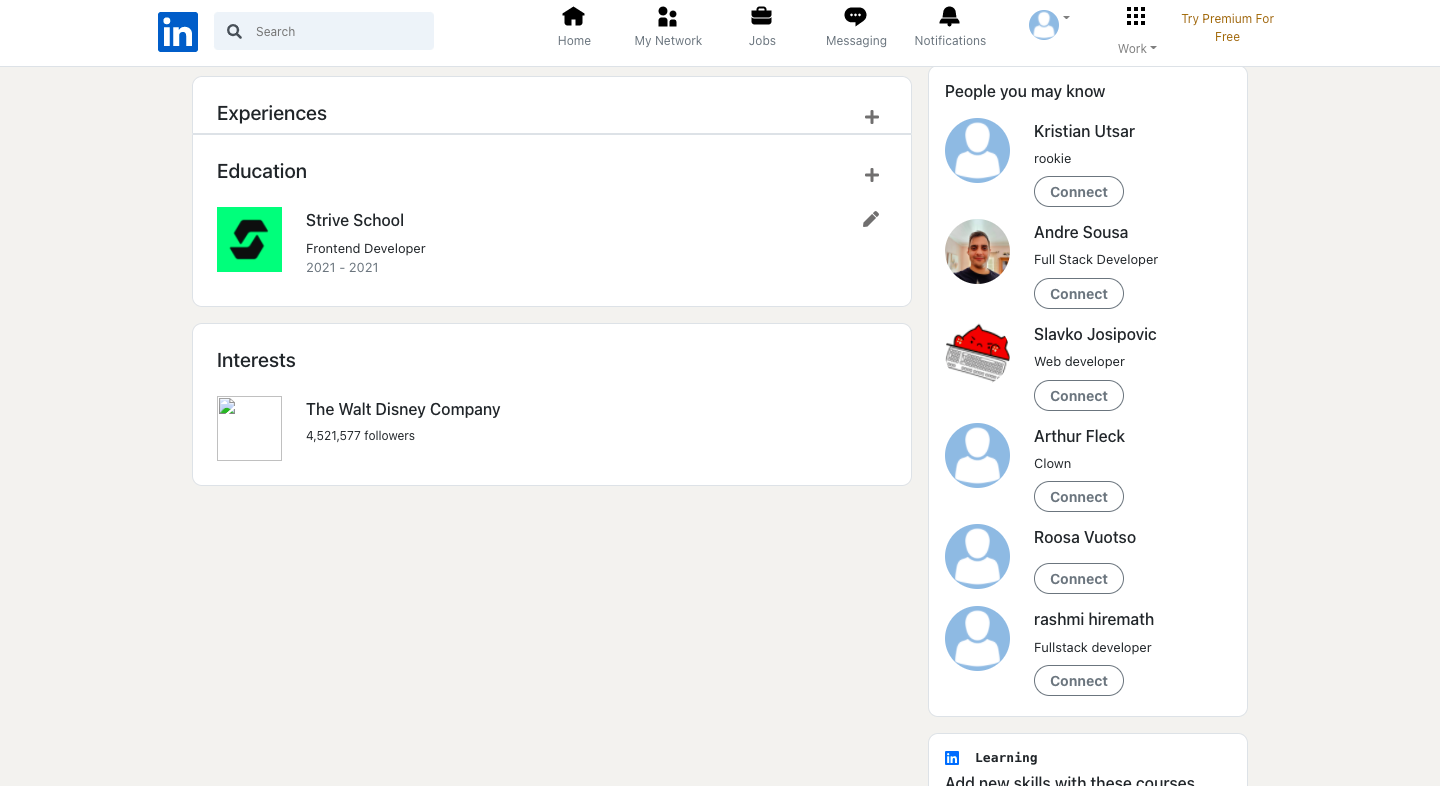 in
Search
Home
My Network
Jobs
Messaging
Notifications
Work
Try Premium For
Free
Experiences
Education
Strive School
Frontend Developer
2021 - 2021
Interests
The Walt Disney Company
4,521,577 followers
People you may know
Kristian Utsar
rookie
Connect
Andre Sousa
Full Stack Developer
Connect
Slavko Josipovic
Web developer
Connect
Arthur Fleck
Clown
Connect
Roosa Vuotso
Connect
rashmi hiremath
Fullstack developer
Connect
in Learning
Add new skills with these courses